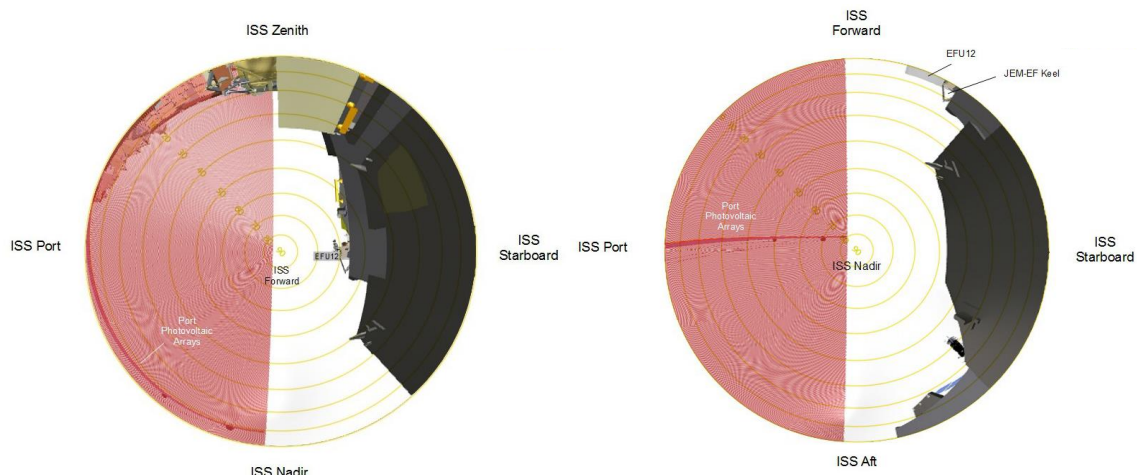 ISS Zenith
ISS Port
Port
Photovoltaic
Arrays
EFU12
ISS
Forward
ISS
Starboard
ISS Nadir
ISS
Forward
EFU12
JEM-EF Keel
Port
Photovoltaic
Arrays
ISS Port
ISS Nadir
ISS
Starboard
ISS Aft